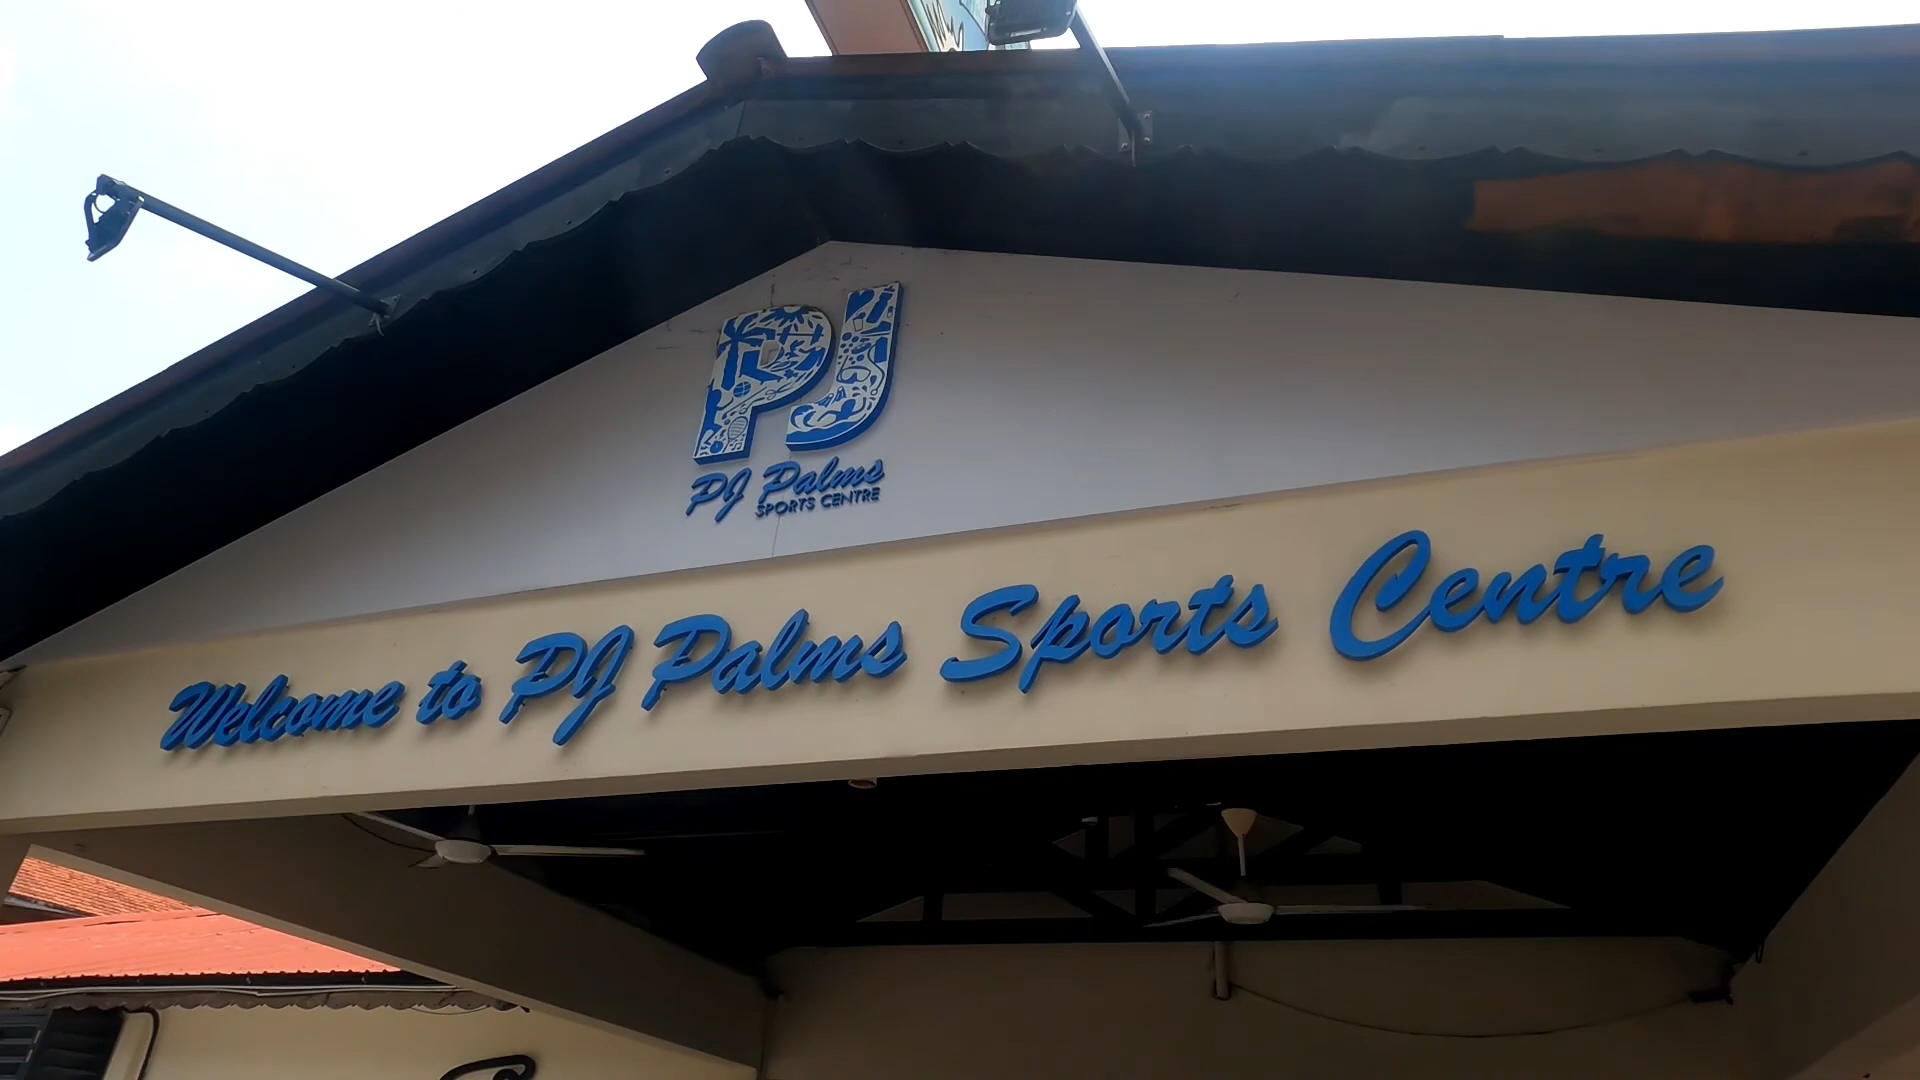 PJ
PJ Palms
SPORTS CENTRE
Welcome to PJ Palms Sports Centre